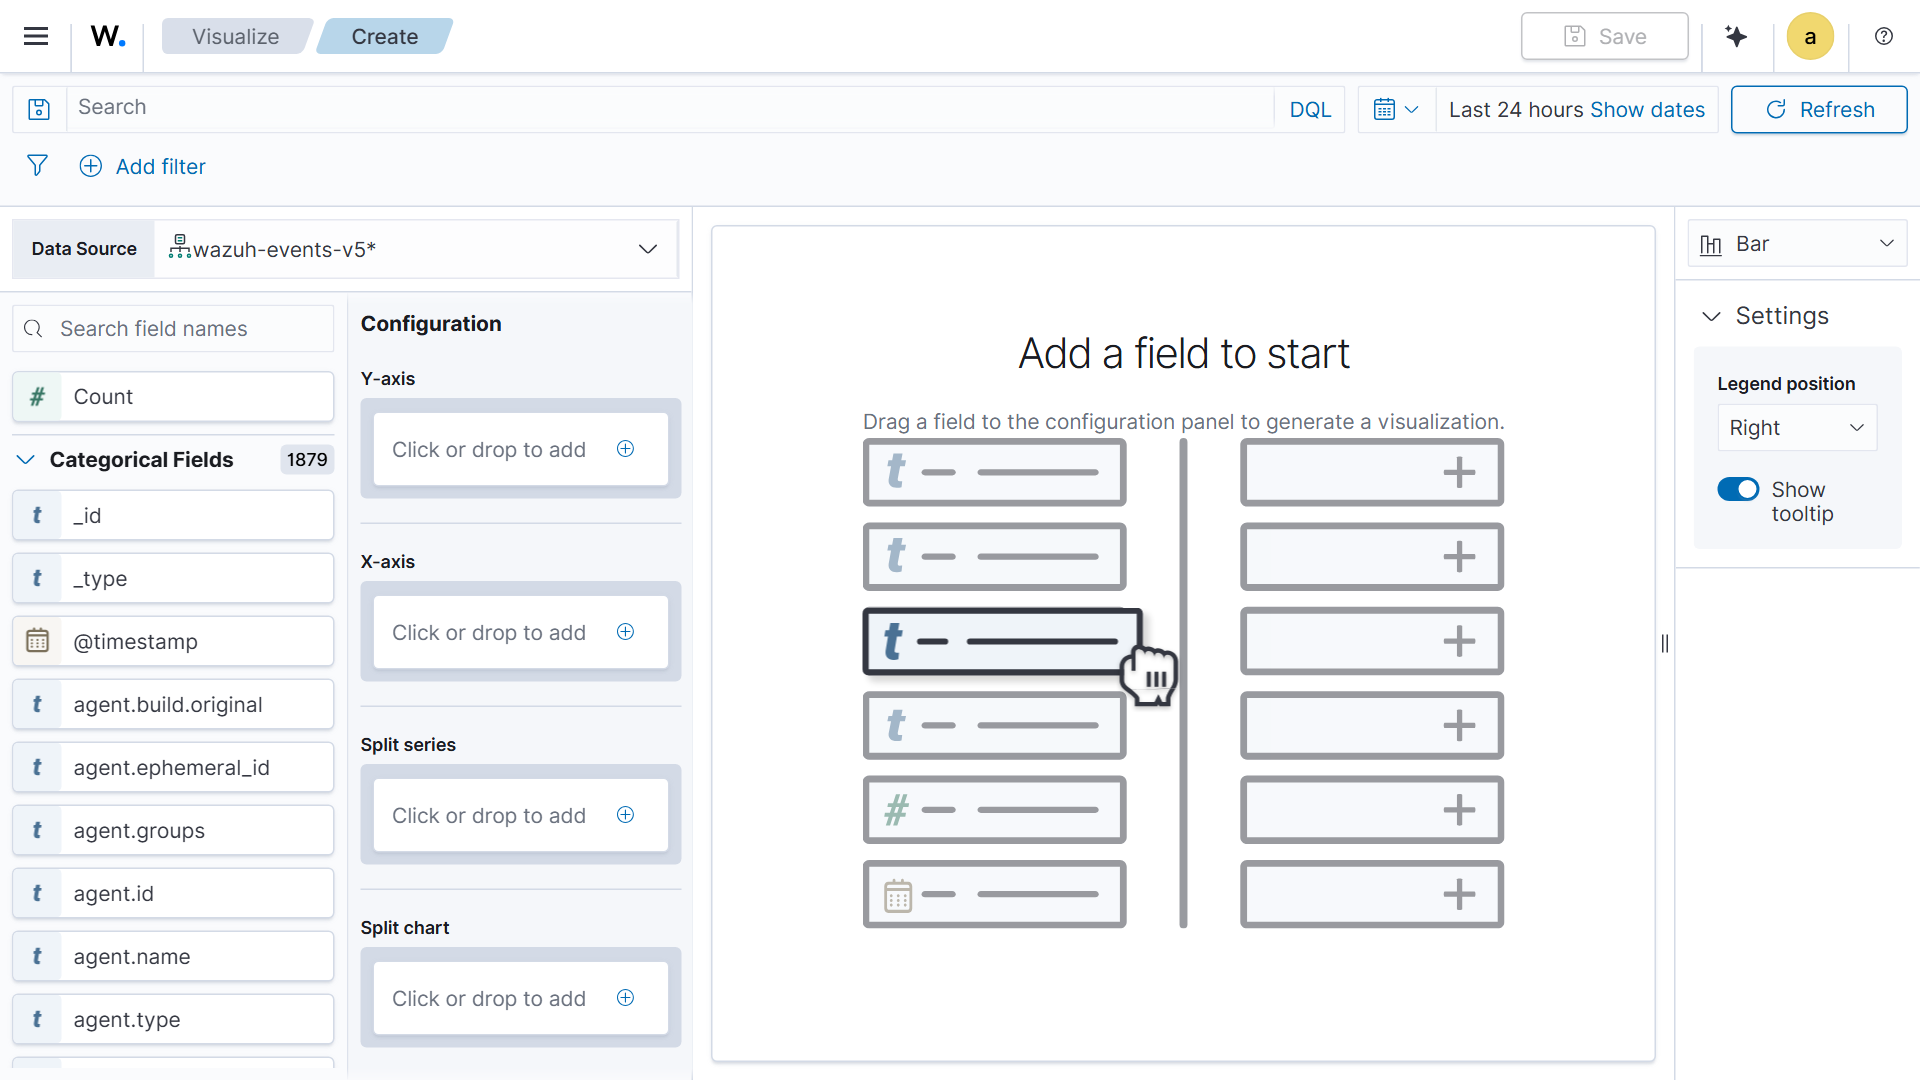 W.
Visualize
Create
Save
a
Search
DQL
Last 24 hours Show dates
Refresh
Add filter
Data Source
wazuh-events-v5*
Search field names
Count
Categorical Fields
1879
_id
_type
@timestamp
agent.build.original
agent.ephemeral_id
agent.groups
agent.id
agent.name
agent.type
Configuration
Y-axis
Click or drop to add
X-axis
Click or drop to add
Split series
Click or drop to add
Split chart
Click or drop to add
Add a field to start
Drag a field to the configuration panel to generate a visualization.
Bar
Settings
Legend position
Right
Show
tooltip